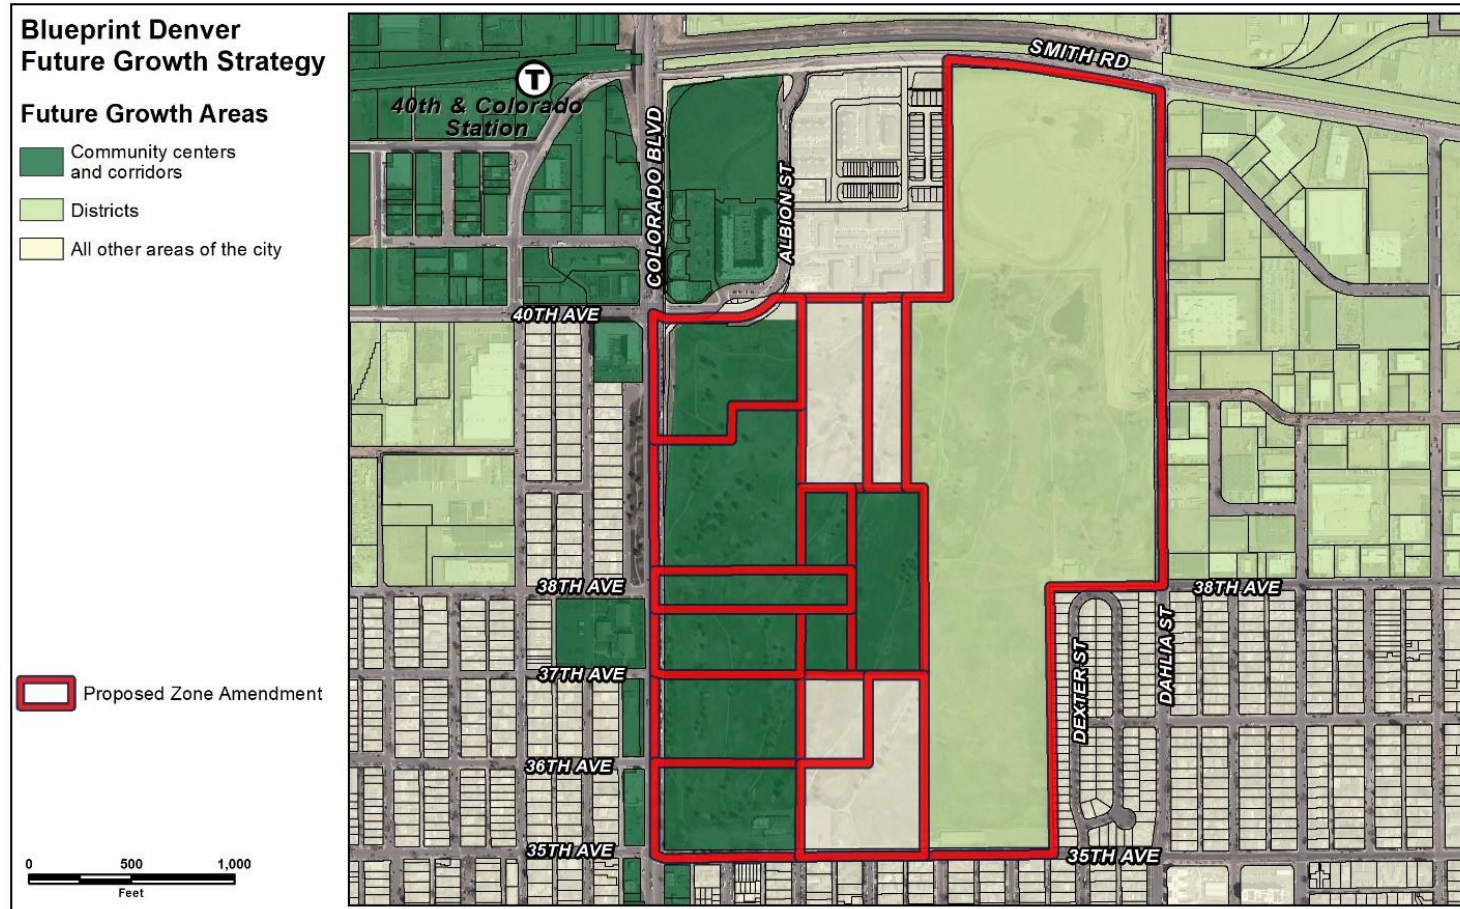 Blueprint Denver
Future Growth Strategy
Future Growth Areas
Community centers
and corridors
Districts
All other areas of the city
Proposed Zone Amendment
0 500 1,000
Feet
T
40th & Colorado
Station
COLORADO BLVD
ALBION ST
SMITH RD
40TH AVE
38TH AVE
38TH AVE
37TH AVE
DEXTER ST
DAHLIA ST
36TH AVE
35TH AVE
35TH AVE